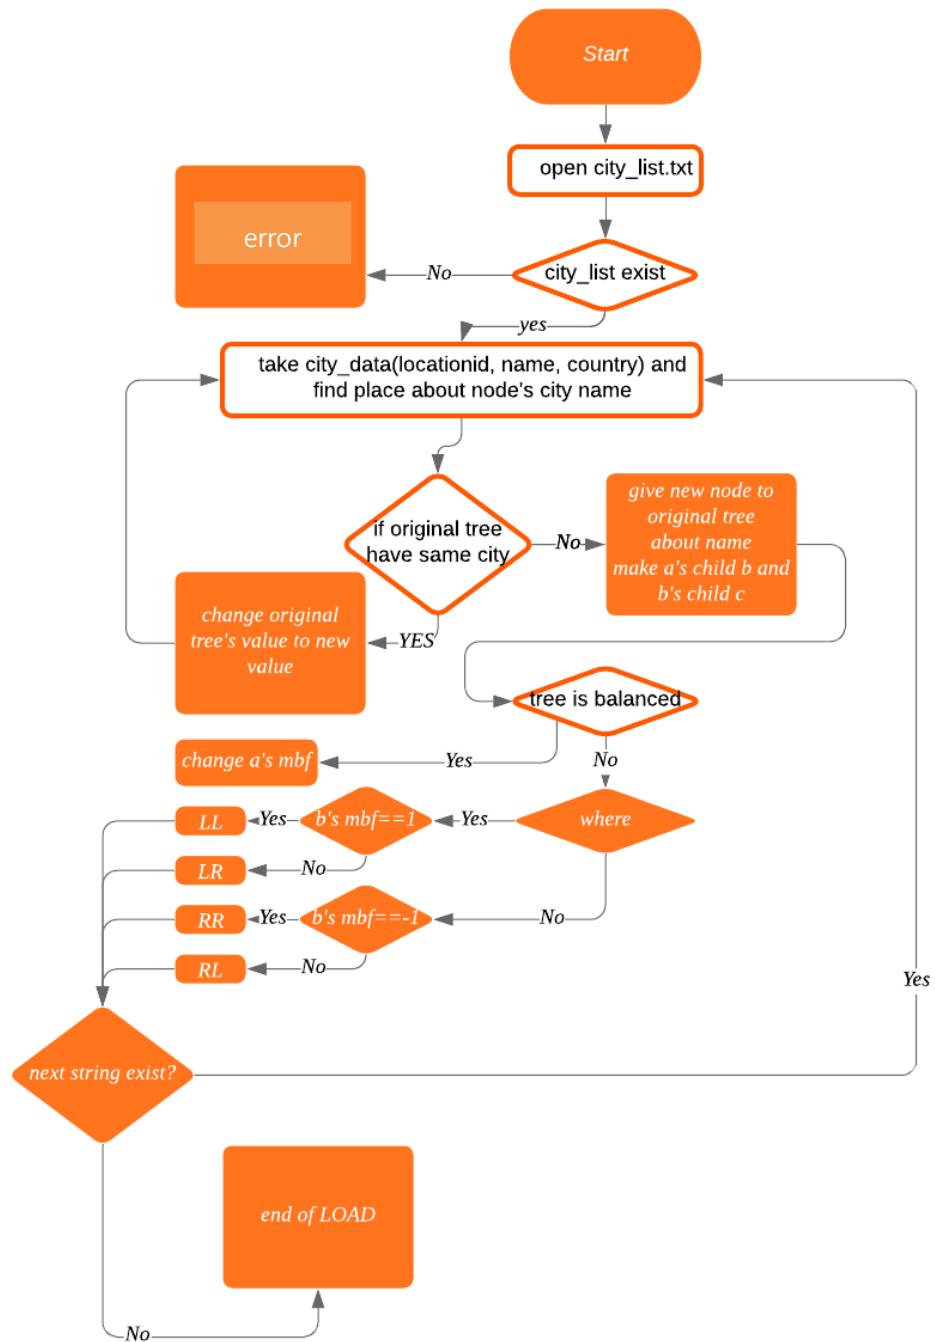 Start
open city_list.txt
error
No
city_list exist
yes
take city_data(locationid, name, country) and
find place about node's city name
if original tree
have same city
No
give new node to
original tree
about name
make a's child b and
b's child c
YES
change original
tree's value to new
value
tree is balanced
Yes
No
change a's mbf
where
Yes
b's mbf==1
Yes
LL
No
LR
No
b's mbf==-1
Yes
RR
No
RL
next string exist?
Yes
end of LOAD
No